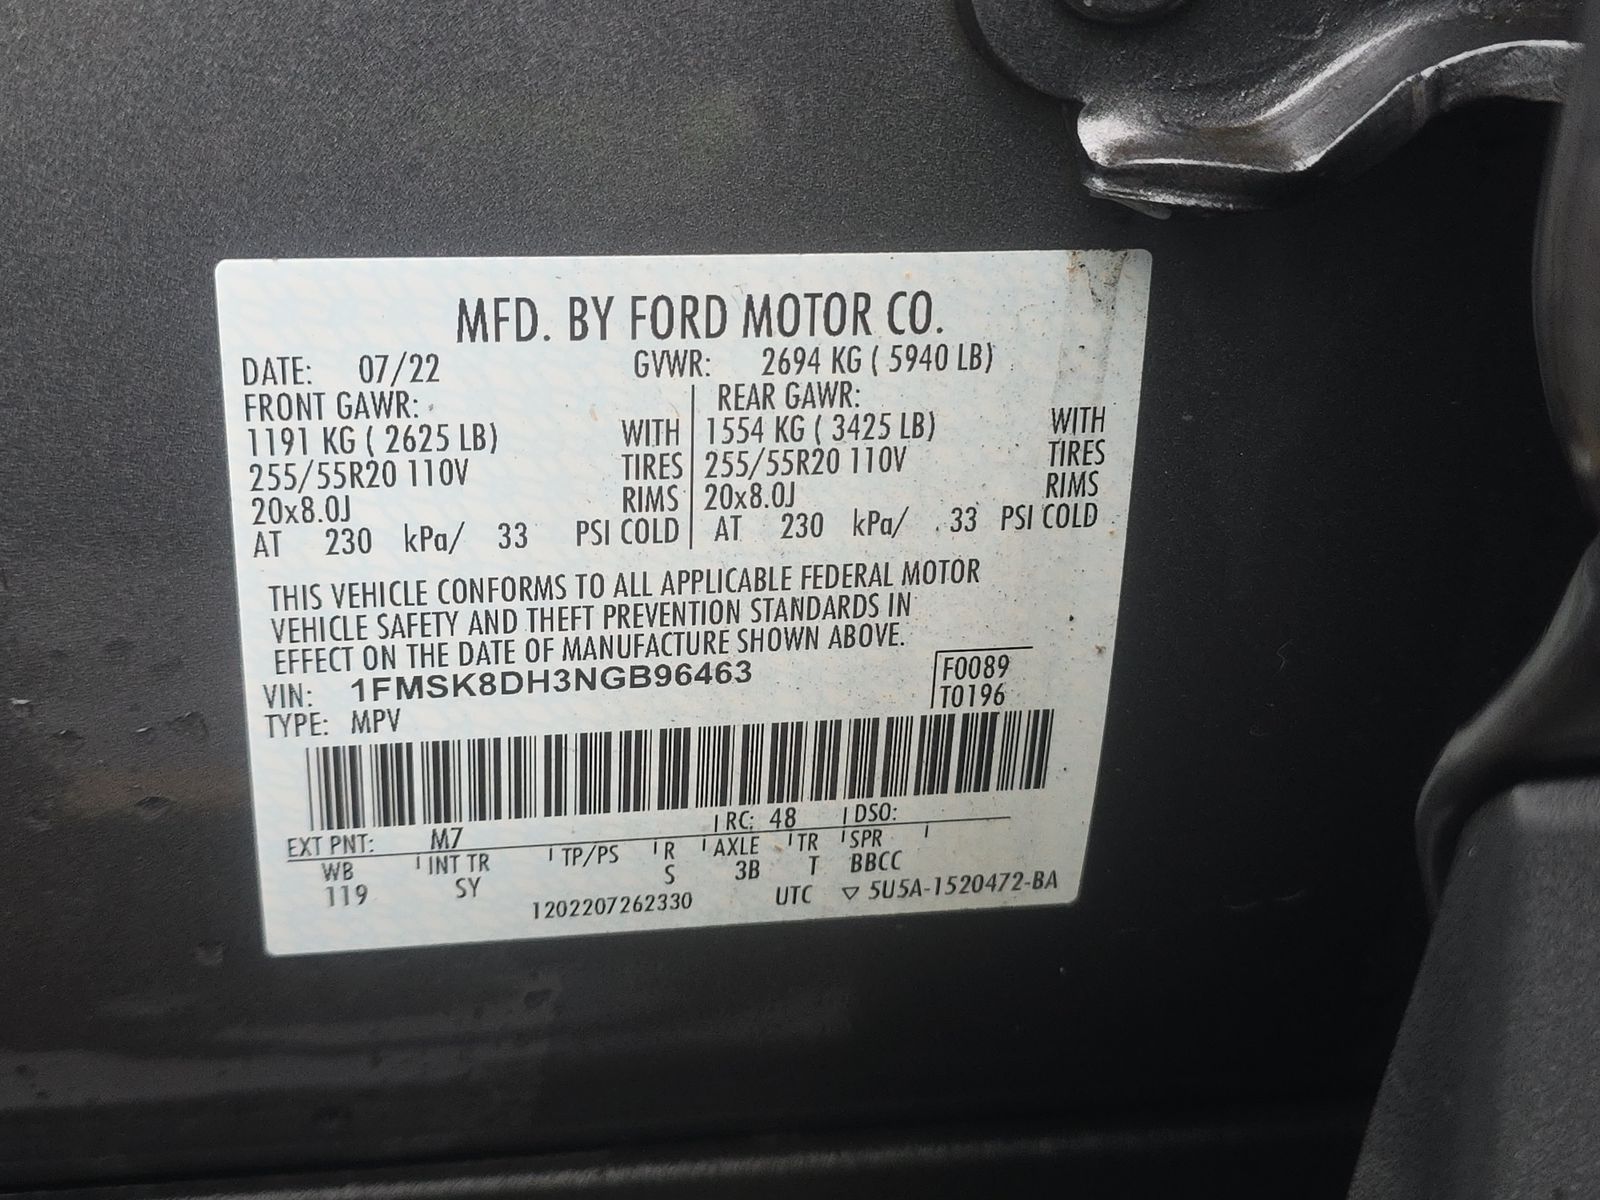 MFD. BY FORD MOTOR CO.
DATE: 07/22 GVWR: 2694 KG ( 5940 LB)
FRONT GAWR: REAR GAWR:
1191 KG ( 2625 LB) WITH 1554 KG ( 3425 LB) WITH
255/55R20 110V TIRES 255/55R20 110V TIRES
20x8.0J RIMS 20x8.0J RIMS
AT 230 kPa/ 33 PSI COLD AT 230 kPa/ 33 PSI COLD
THIS VEHICLE CONFORMS TO ALL APPLICABLE FEDERAL MOTOR
VEHICLE SAFETY AND THEFT PREVENTION STANDARDS IN
EFFECT ON THE DATE OF MANUFACTURE SHOWN ABOVE.
VIN: 1FMSK8DH3NGB96463 F0089
TYPE: MPV T0196
EXT PNT: M7 RC: 48 DSO:
WB INT TR TP/PS R AXLE TR SPR
119 SY S 3B T BBCC
1202207262330 UTC ▽ 5U5A-1520472-BA